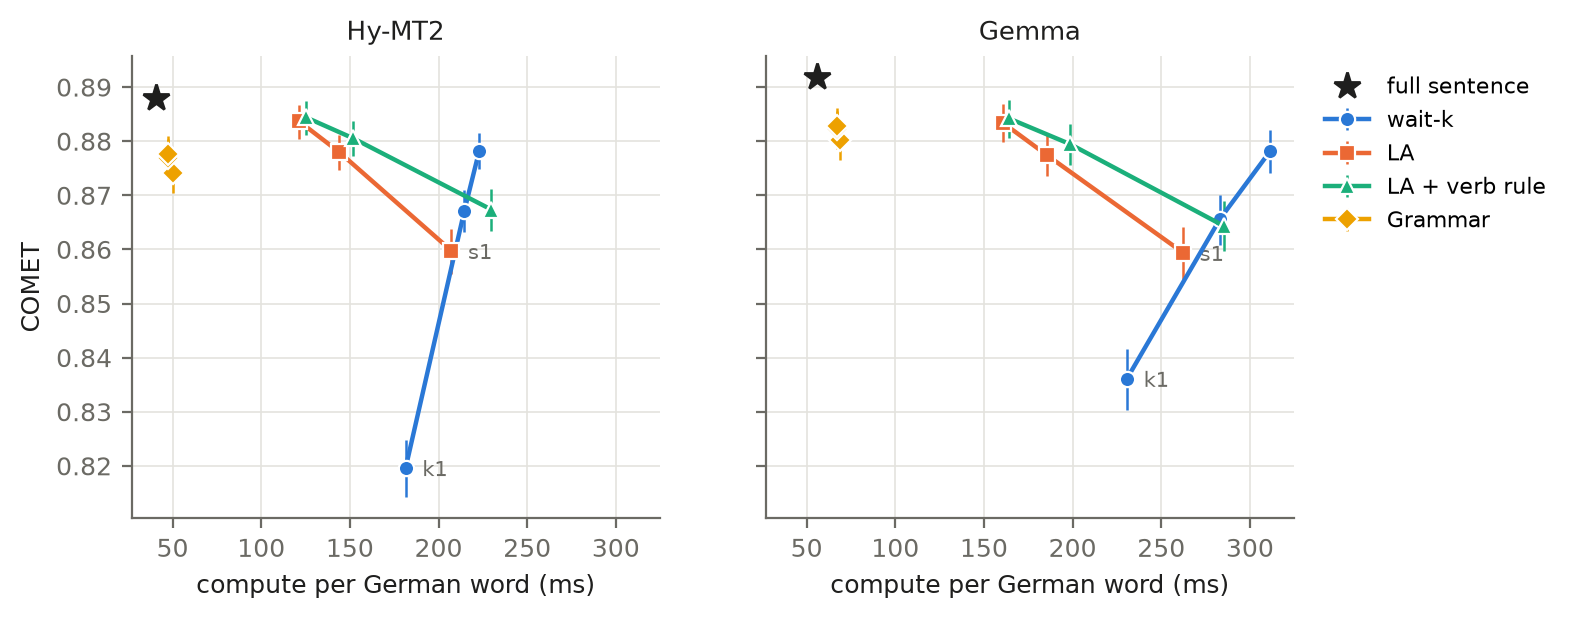 Hy-MT2
Gemma
COMET
0.89
0.88
0.87
0.86
0.85
0.84
0.83
0.82
s1
k1
50 100 150 200 250 300
compute per German word (ms)
s1
k1
50 100 150 200 250 300
compute per German word (ms)
full sentence
wait-k
LA
LA + verb rule
Grammar